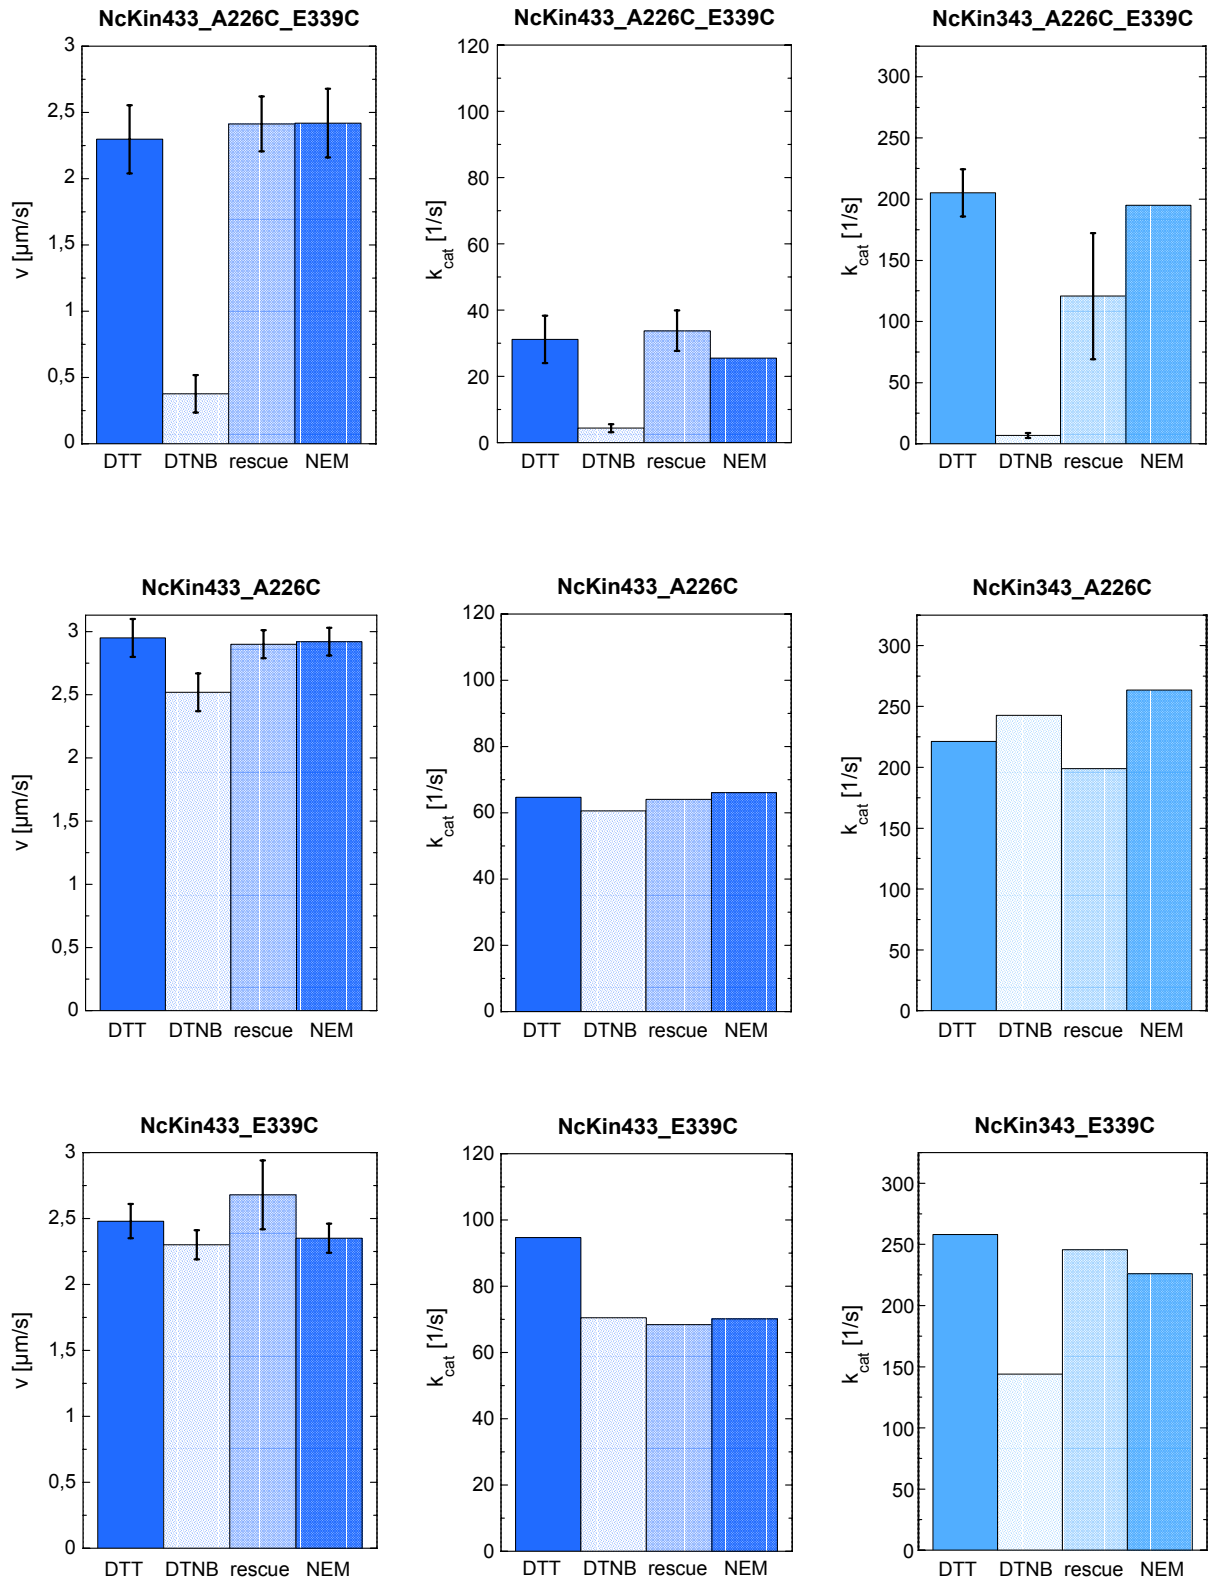 NcKin433_A226C_E339C
3
2,5
2
1,5
1
0,5
0
v [µm/s]
DTT DTNB rescue NEM
NcKin433_A226C_E339C
120
100
80
60
40
20
0
k_cat [1/s]
DTT DTNB rescue NEM
NcKin343_A226C_E339C
300
250
200
150
100
50
0
k_cat [1/s]
DTT DTNB rescue NEM
NcKin433_A226C
3
2,5
2
1,5
1
0,5
0
v [µm/s]
DTT DTNB rescue NEM
NcKin433_A226C
120
100
80
60
40
20
0
k_cat [1/s]
DTT DTNB rescue NEM
NcKin343_A226C
300
250
200
150
100
50
0
k_cat [1/s]
DTT DTNB rescue NEM
NcKin433_E339C
3
2,5
2
1,5
1
0,5
0
v [µm/s]
DTT DTNB rescue NEM
NcKin433_E339C
120
100
80
60
40
20
0
k_cat [1/s]
DTT DTNB rescue NEM
NcKin343_E339C
300
250
200
150
100
50
0
k_cat [1/s]
DTT DTNB rescue NEM